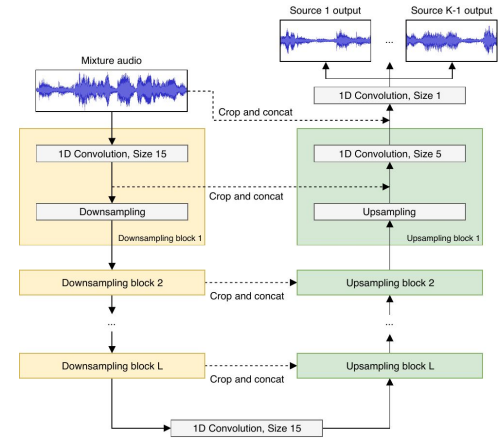 Source 1 output
Source K-1 output
...
Mixture audio
Crop and concat
1D Convolution, Size 1
1D Convolution, Size 15
1D Convolution, Size 5
Crop and concat
Downsampling
Upsampling
Downsampling block 1
Upsampling block 1
Downsampling block 2
Crop and concat
Upsampling block 2
...
...
Downsampling block L
Crop and concat
Upsampling block L
1D Convolution, Size 15